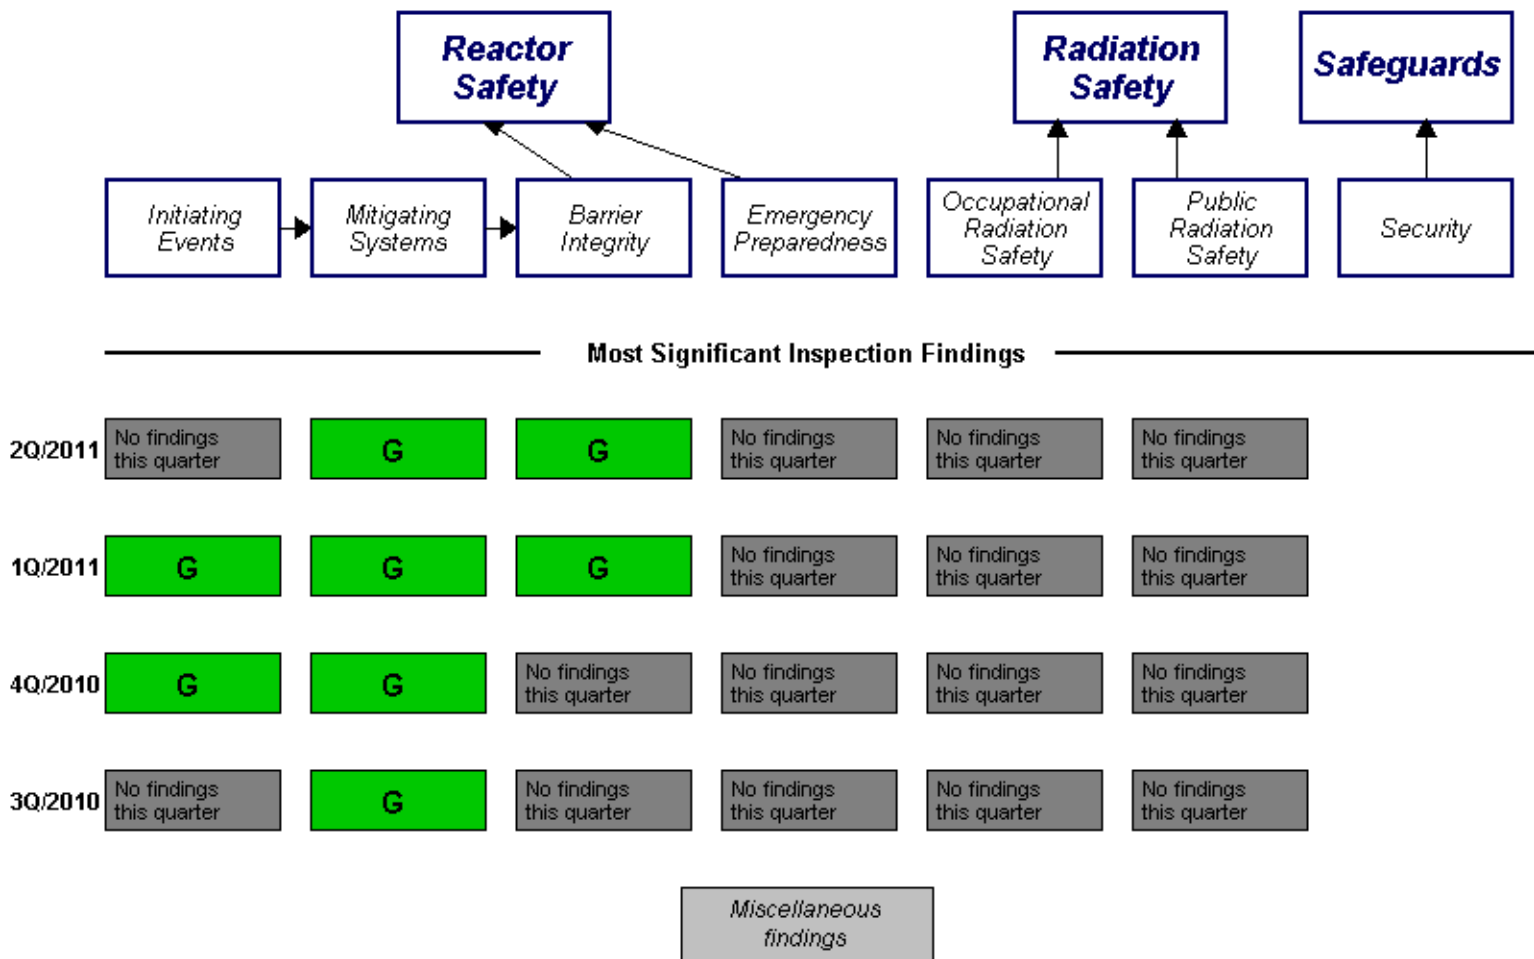 Reactor
Safety
Radiation
Safety
Safeguards
Initiating
Events
Mitigating
Systems
Barrier
Integrity
Emergency
Preparedness
Occupational
Radiation
Safety
Public
Radiation
Safety
Security
Most Significant Inspection Findings
2Q/2011
No findings
this quarter
G
G
No findings
this quarter
No findings
this quarter
No findings
this quarter
1Q/2011
G
G
G
No findings
this quarter
No findings
this quarter
No findings
this quarter
4Q/2010
G
G
No findings
this quarter
No findings
this quarter
No findings
this quarter
No findings
this quarter
3Q/2010
No findings
this quarter
G
No findings
this quarter
No findings
this quarter
No findings
this quarter
No findings
this quarter
Miscellaneous
findings